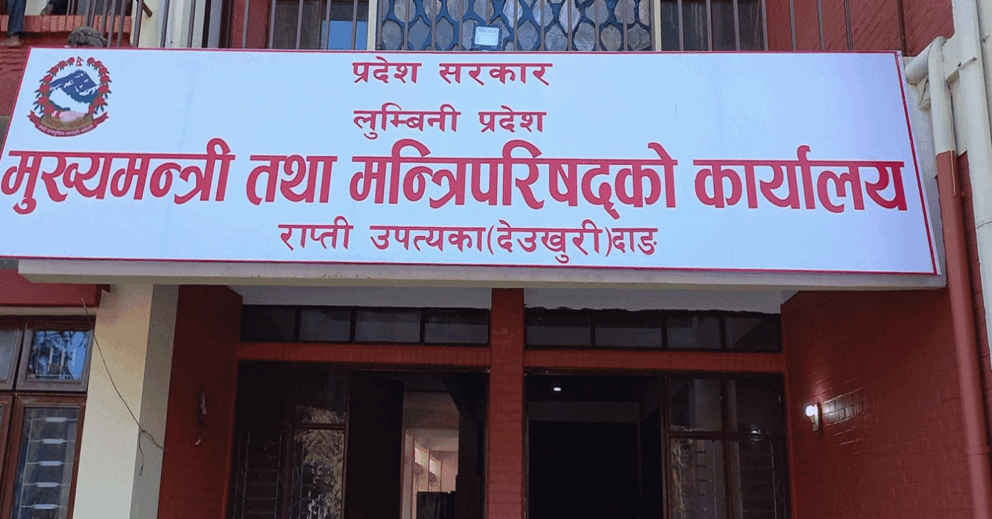 प्रदेश सरकार
लुम्बिनी प्रदेश
मुख्यमन्त्री तथा मन्त्रिपरिषद्को कार्यालय
राप्ती उपत्यका(देउखुरी)दाङ